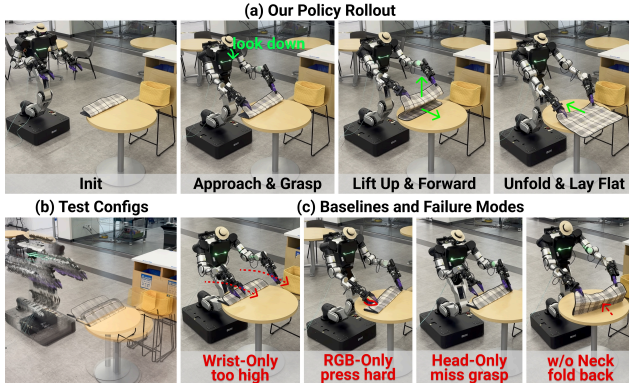 (a) Our Policy Rollout
look down
Init
Approach & Grasp
Lift Up & Forward
Unfold & Lay Flat
(b) Test Configs
(c) Baselines and Failure Modes
Wrist-Only
too high
RGB-Only
press hard
Head-Only
miss grasp
w/o Neck
fold back